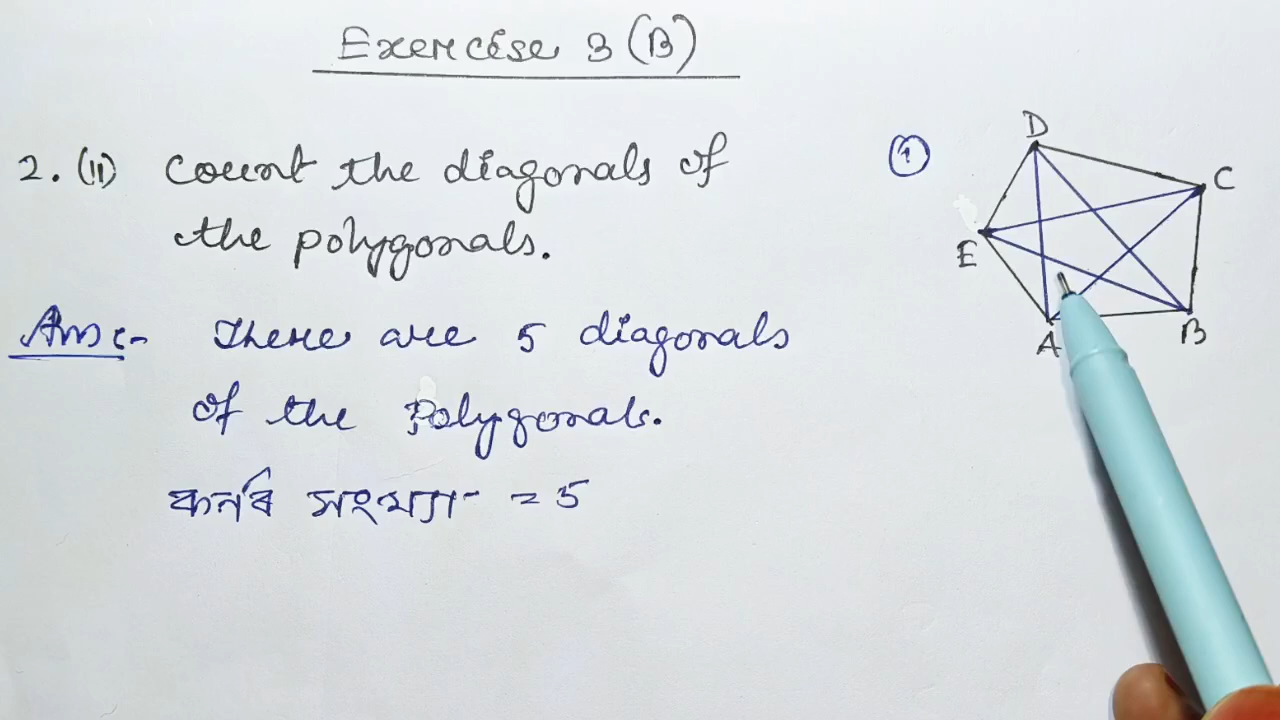 Exercise 3 (B)
2. (ii) Count the diagonals of
the polygonals.
Ans:- There are 5 diagonals
of the Polygonals.
কৰ্ণৰ সংখ্যা = 5
1
D
C
E
A
B